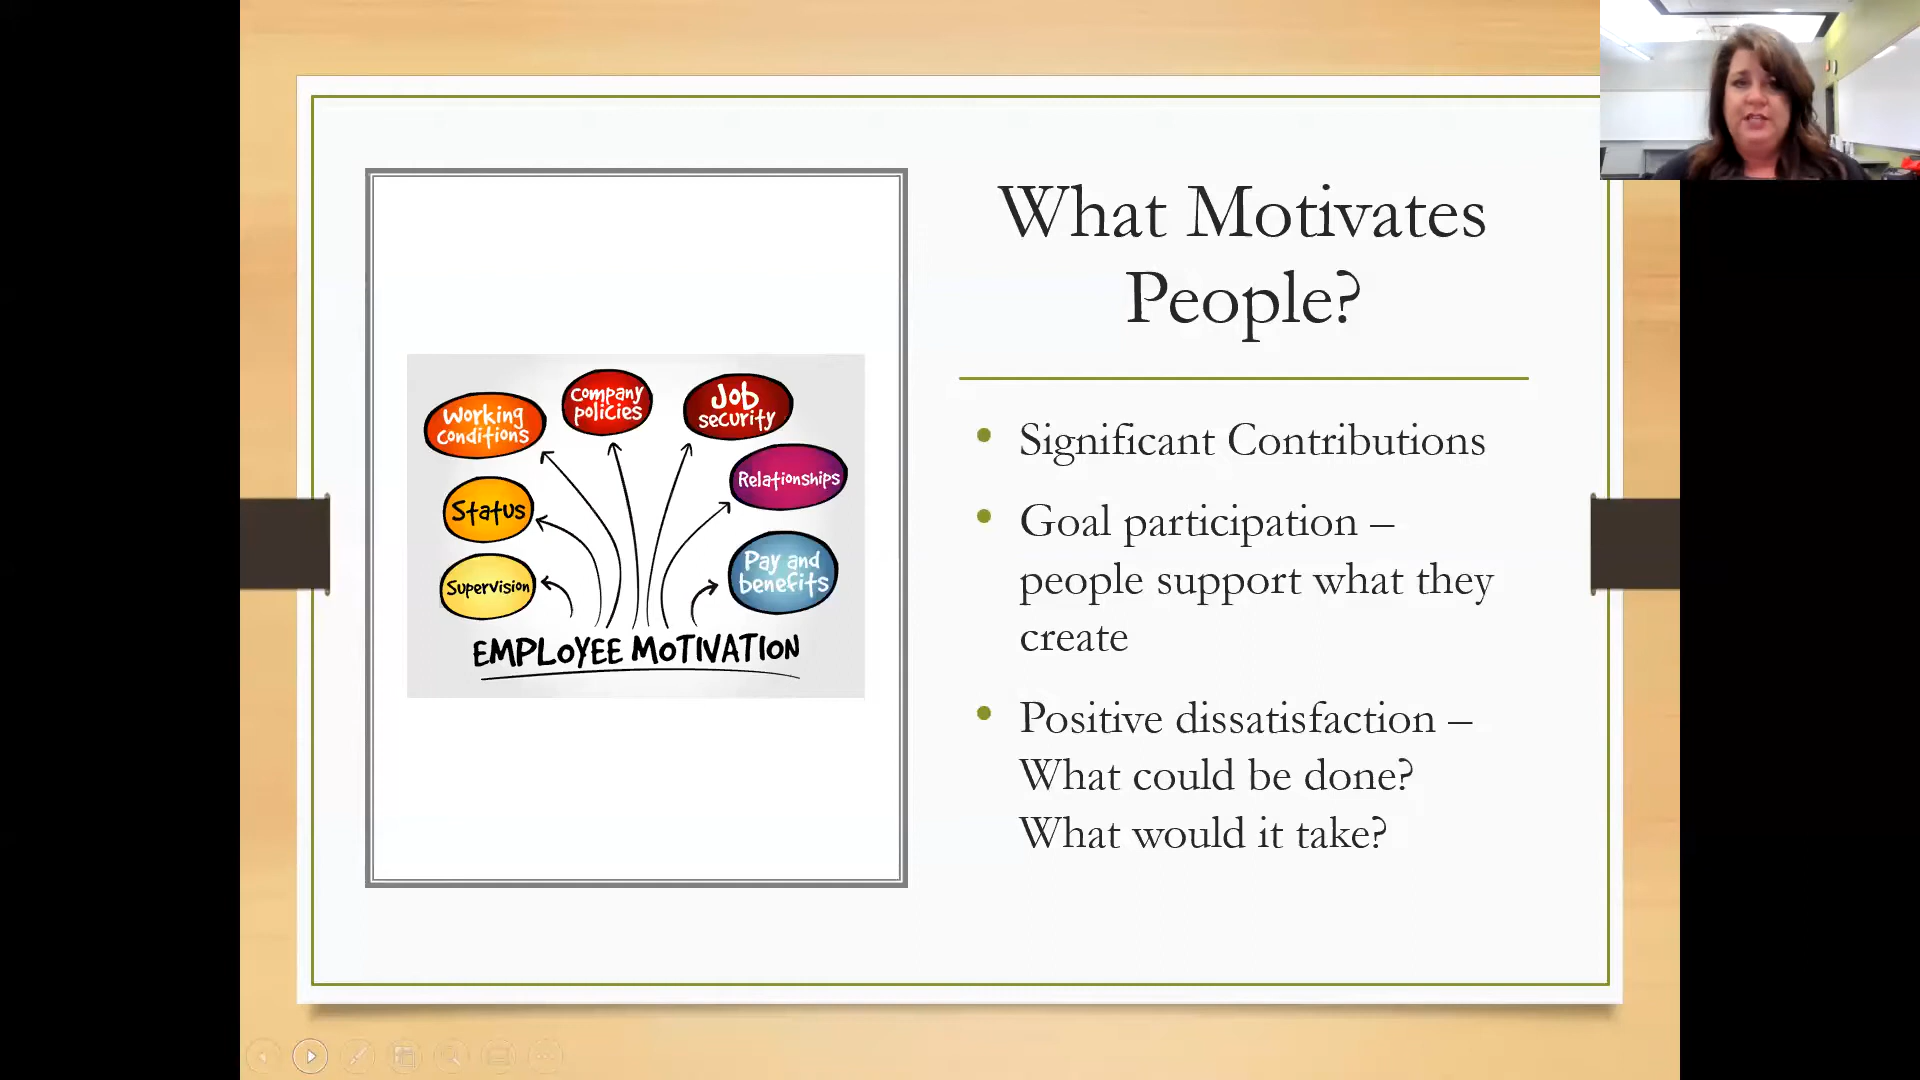 What Motivates
People?
Working
conditions
Company
policies
Job
security
Relationships
Status
Pay and
benefits
Supervision
EMPLOYEE MOTIVATION
• Significant Contributions
• Goal participation –
people support what they
create
• Positive dissatisfaction –
What could be done?
What would it take?